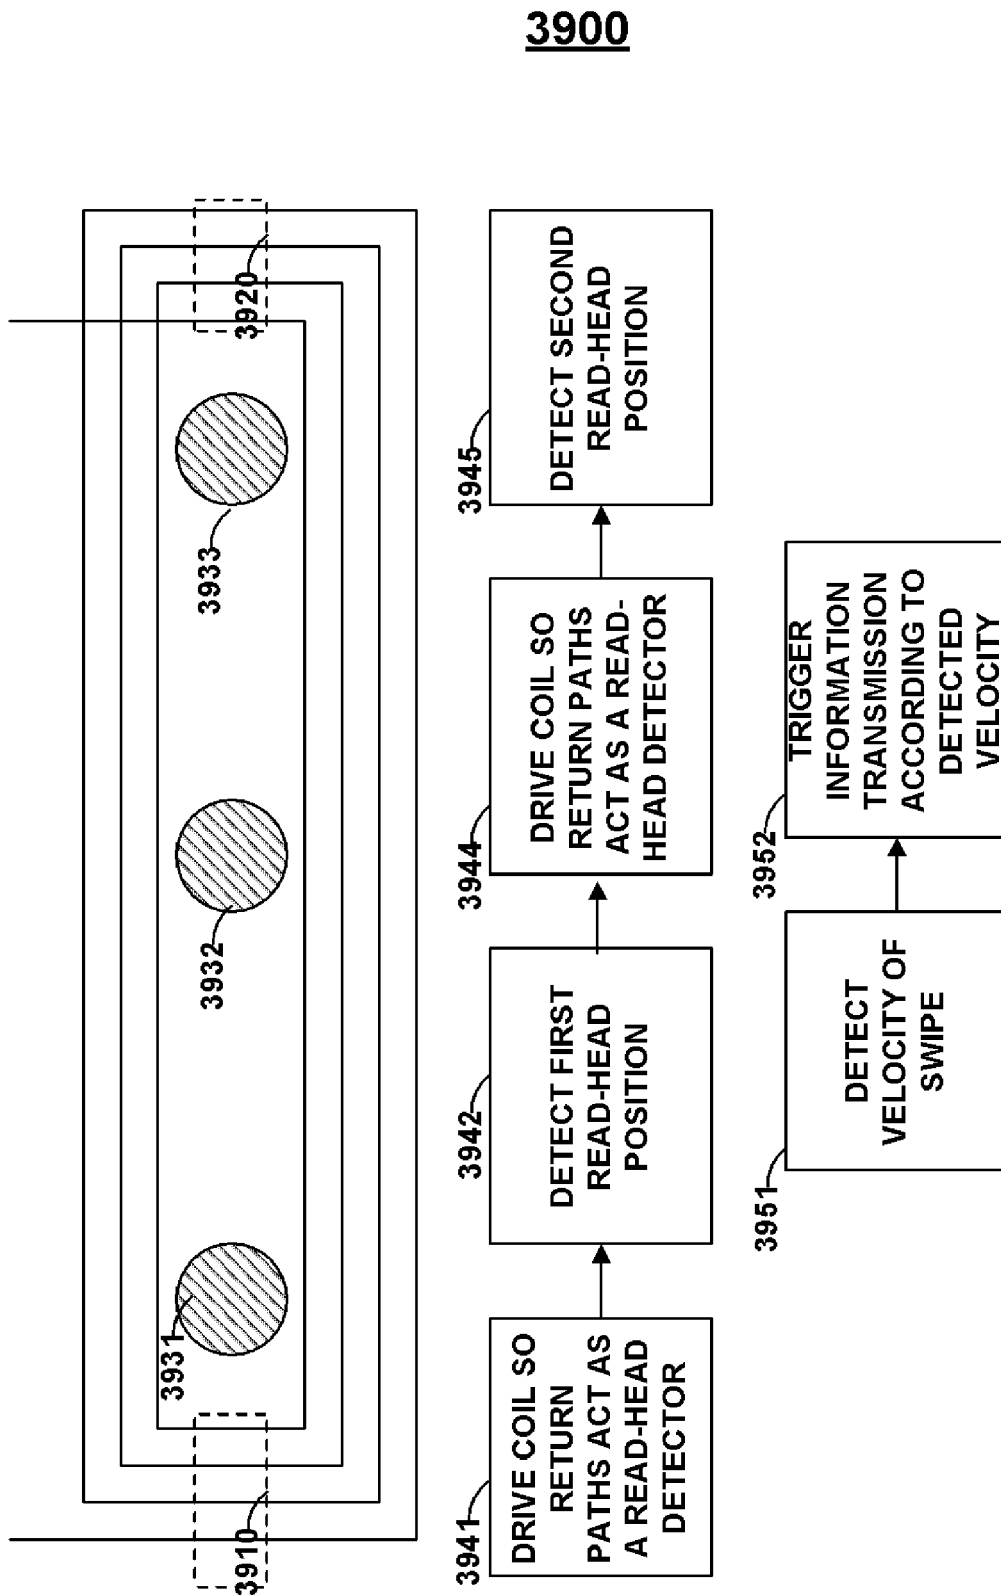 3900
3910
3920
3931
3932
3933
3941
DRIVE COIL SO
RETURN
PATHS ACT AS
A READ-HEAD
DETECTOR
3942
DETECT FIRST
READ-HEAD
POSITION
3944
DRIVE COIL SO
RETURN PATHS
ACT AS A READ-
HEAD DETECTOR
3945
DETECT SECOND
READ-HEAD
POSITION
3951
DETECT
VELOCITY OF
SWIPE
3952
TRIGGER
INFORMATION
TRANSMISSION
ACCORDING TO
DETECTED
VELOCITY